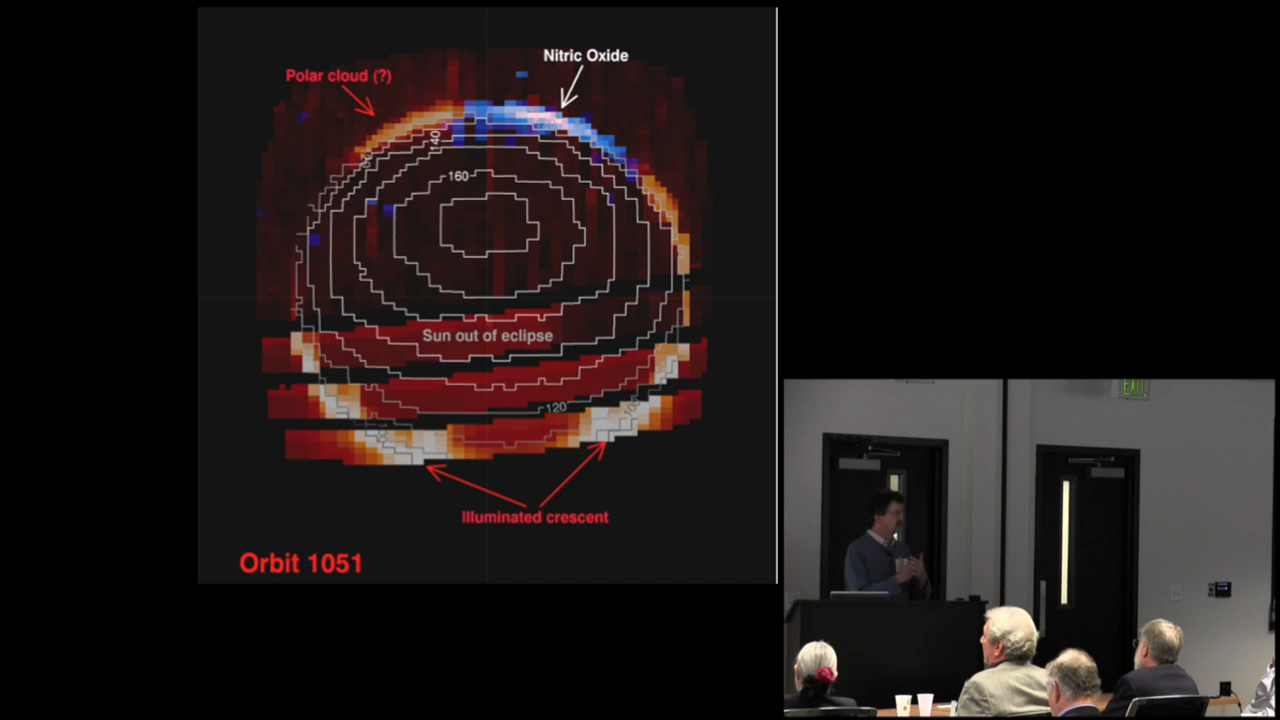 Nitric Oxide
Polar cloud (?)
140
160
Sun out of eclipse
120
Illuminated crescent
Orbit 1051
EXIT